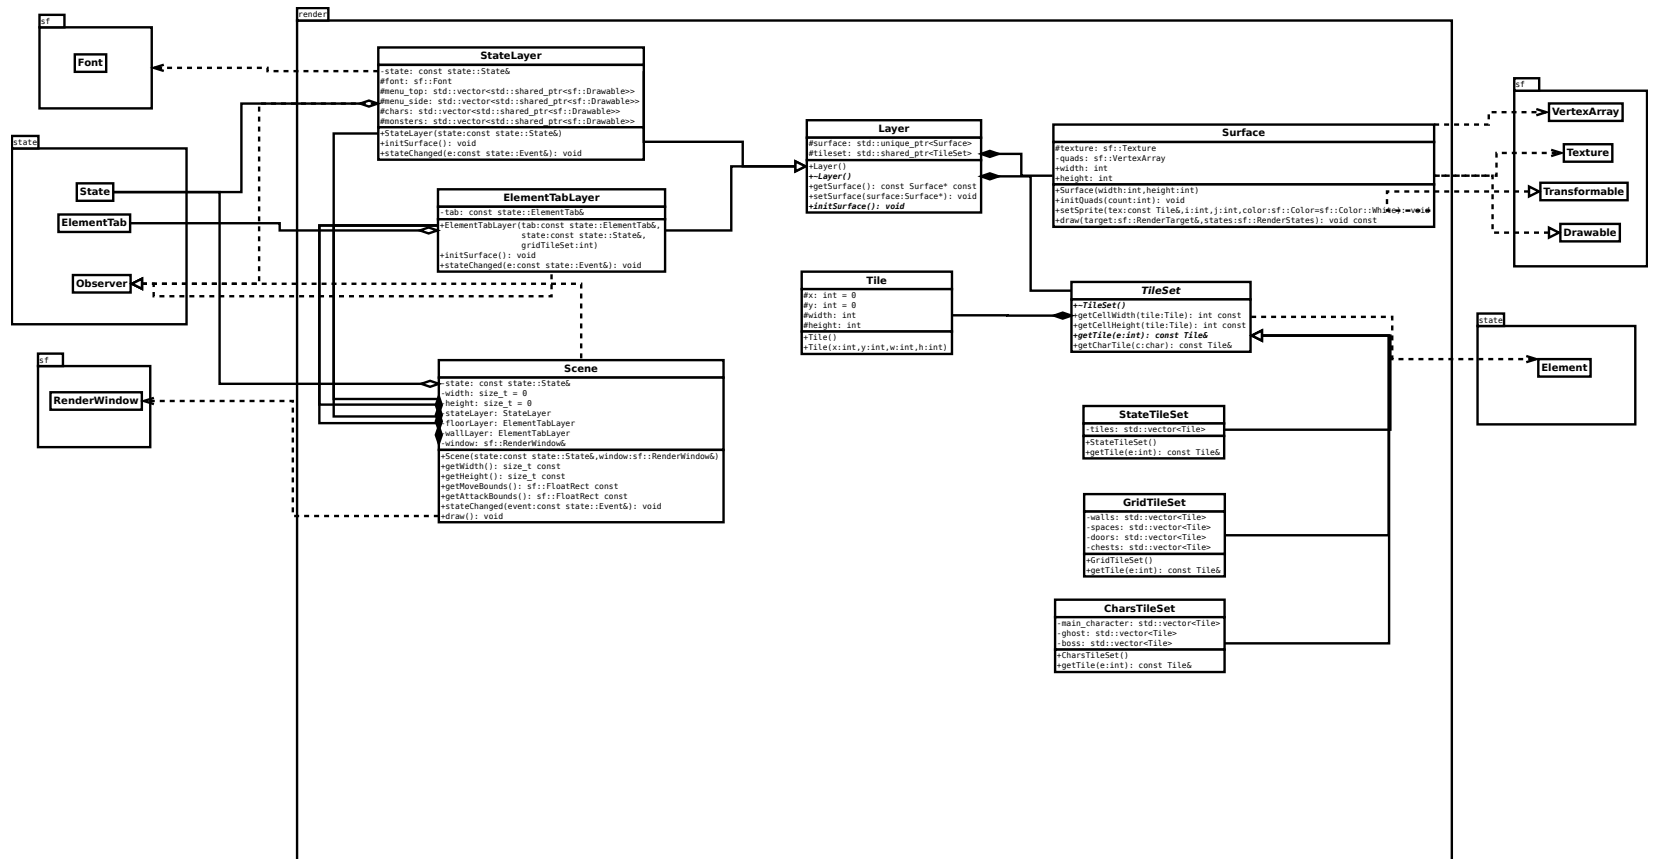 sf
Font
state
State
ElementTab
Observer
sf
RenderWindow
render
StateLayer
-state: const state::State&
#font: sf::Font
#menu_top: std::vector<std::shared_ptr<sf::Drawable>>
#menu_side: std::vector<std::shared_ptr<sf::Drawable>>
#chars: std::vector<std::shared_ptr<sf::Drawable>>
#monsters: std::vector<std::shared_ptr<sf::Drawable>>
+StateLayer(state:const state::State&)
+initSurface(): void
+stateChanged(e:const state::Event&): void
ElementTabLayer
-tab: const state::ElementTab&
+ElementTabLayer(tab:const state::ElementTab&,
state:const state::State&,
gridTileSet:int)
+initSurface(): void
+stateChanged(e:const state::Event&): void
Scene
-state: const state::State&
-width: size_t = 0
-height: size_t = 0
-stateLayer: StateLayer
-floorLayer: ElementTabLayer
-wallLayer: ElementTabLayer
-window: sf::RenderWindow&
+Scene(state:const state::State&,window:sf::RenderWindow&)
+getWidth(): size_t const
+getHeight(): size_t const
+getMoveBounds(): sf::FloatRect const
+getAttackBounds(): sf::FloatRect const
+stateChanged(event:const state::Event&): void
+draw(): void
Layer
#surface: std::unique_ptr<Surface>
#tileset: std::shared_ptr<TileSet>
+Layer()
+~Layer()
+getSurface(): const Surface* const
+setSurface(surface:Surface*): void
+initSurface(): void
Surface
#texture: sf::Texture
-quads: sf::VertexArray
+width: int
+height: int
+Surface(width:int,height:int)
+initQuads(count:int): void
+setSprite(tex:const Tile&,i:int,j:int,color:sf::Color=sf::Color::White): void
+draw(target:sf::RenderTarget&,states:sf::RenderStates): void const
Tile
#x: int = 0
#y: int = 0
#width: int
#height: int
+Tile()
+Tile(x:int,y:int,w:int,h:int)
TileSet
+~TileSet()
+getCellWidth(tile:Tile): int const
+getCellHeight(tile:Tile): int const
+getTile(e:int): const Tile&
+getCharTile(c:char): const Tile&
StateTileSet
-tiles: std::vector<Tile>
+StateTileSet()
+getTile(e:int): const Tile&
GridTileSet
-walls: std::vector<Tile>
-spaces: std::vector<Tile>
-doors: std::vector<Tile>
-chests: std::vector<Tile>
+GridTileSet()
+getTile(e:int): const Tile&
CharsTileSet
-main_character: std::vector<Tile>
-ghost: std::vector<Tile>
-boss: std::vector<Tile>
+CharsTileSet()
+getTile(e:int): const Tile&
sf
VertexArray
Texture
Transformable
Drawable
state
Element